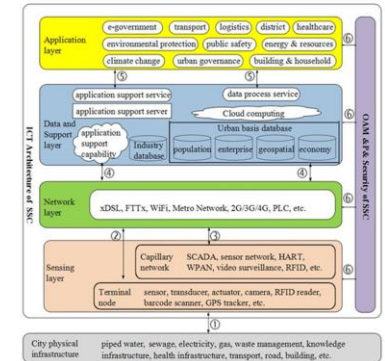 ICT Architecture of SSC
Application layer
e-government transport logistics district healthcare
environmental protection public safety energy & resources
climate change urban governance building & household
⑥
⑤ ⑤
Data and Support layer
application support service
application support server
application support capability
Industry database
data process service
Cloud computing
Urban basis database
population enterprise geospatial economy
⑥
④ ④
Network layer
xDSL, FTTx, WiFi, Metro Network, 2G/3G/4G, PLC, etc.
⑥
② ③
Sensing layer
Capillary network
SCADA, sensor network, HART,
WPAN, video surveillance, RFID, etc.
Terminal node
sensor, transducer, actuator, camera, RFID reader,
barcode scanner, GPS tracker, etc.
⑥
OAM &P& Security of SSC
①
City physical infrastructure
piped water, sewage, electricity, gas, waste management, knowledge
infrastructure, health infrastructure, transport, road, building, etc.